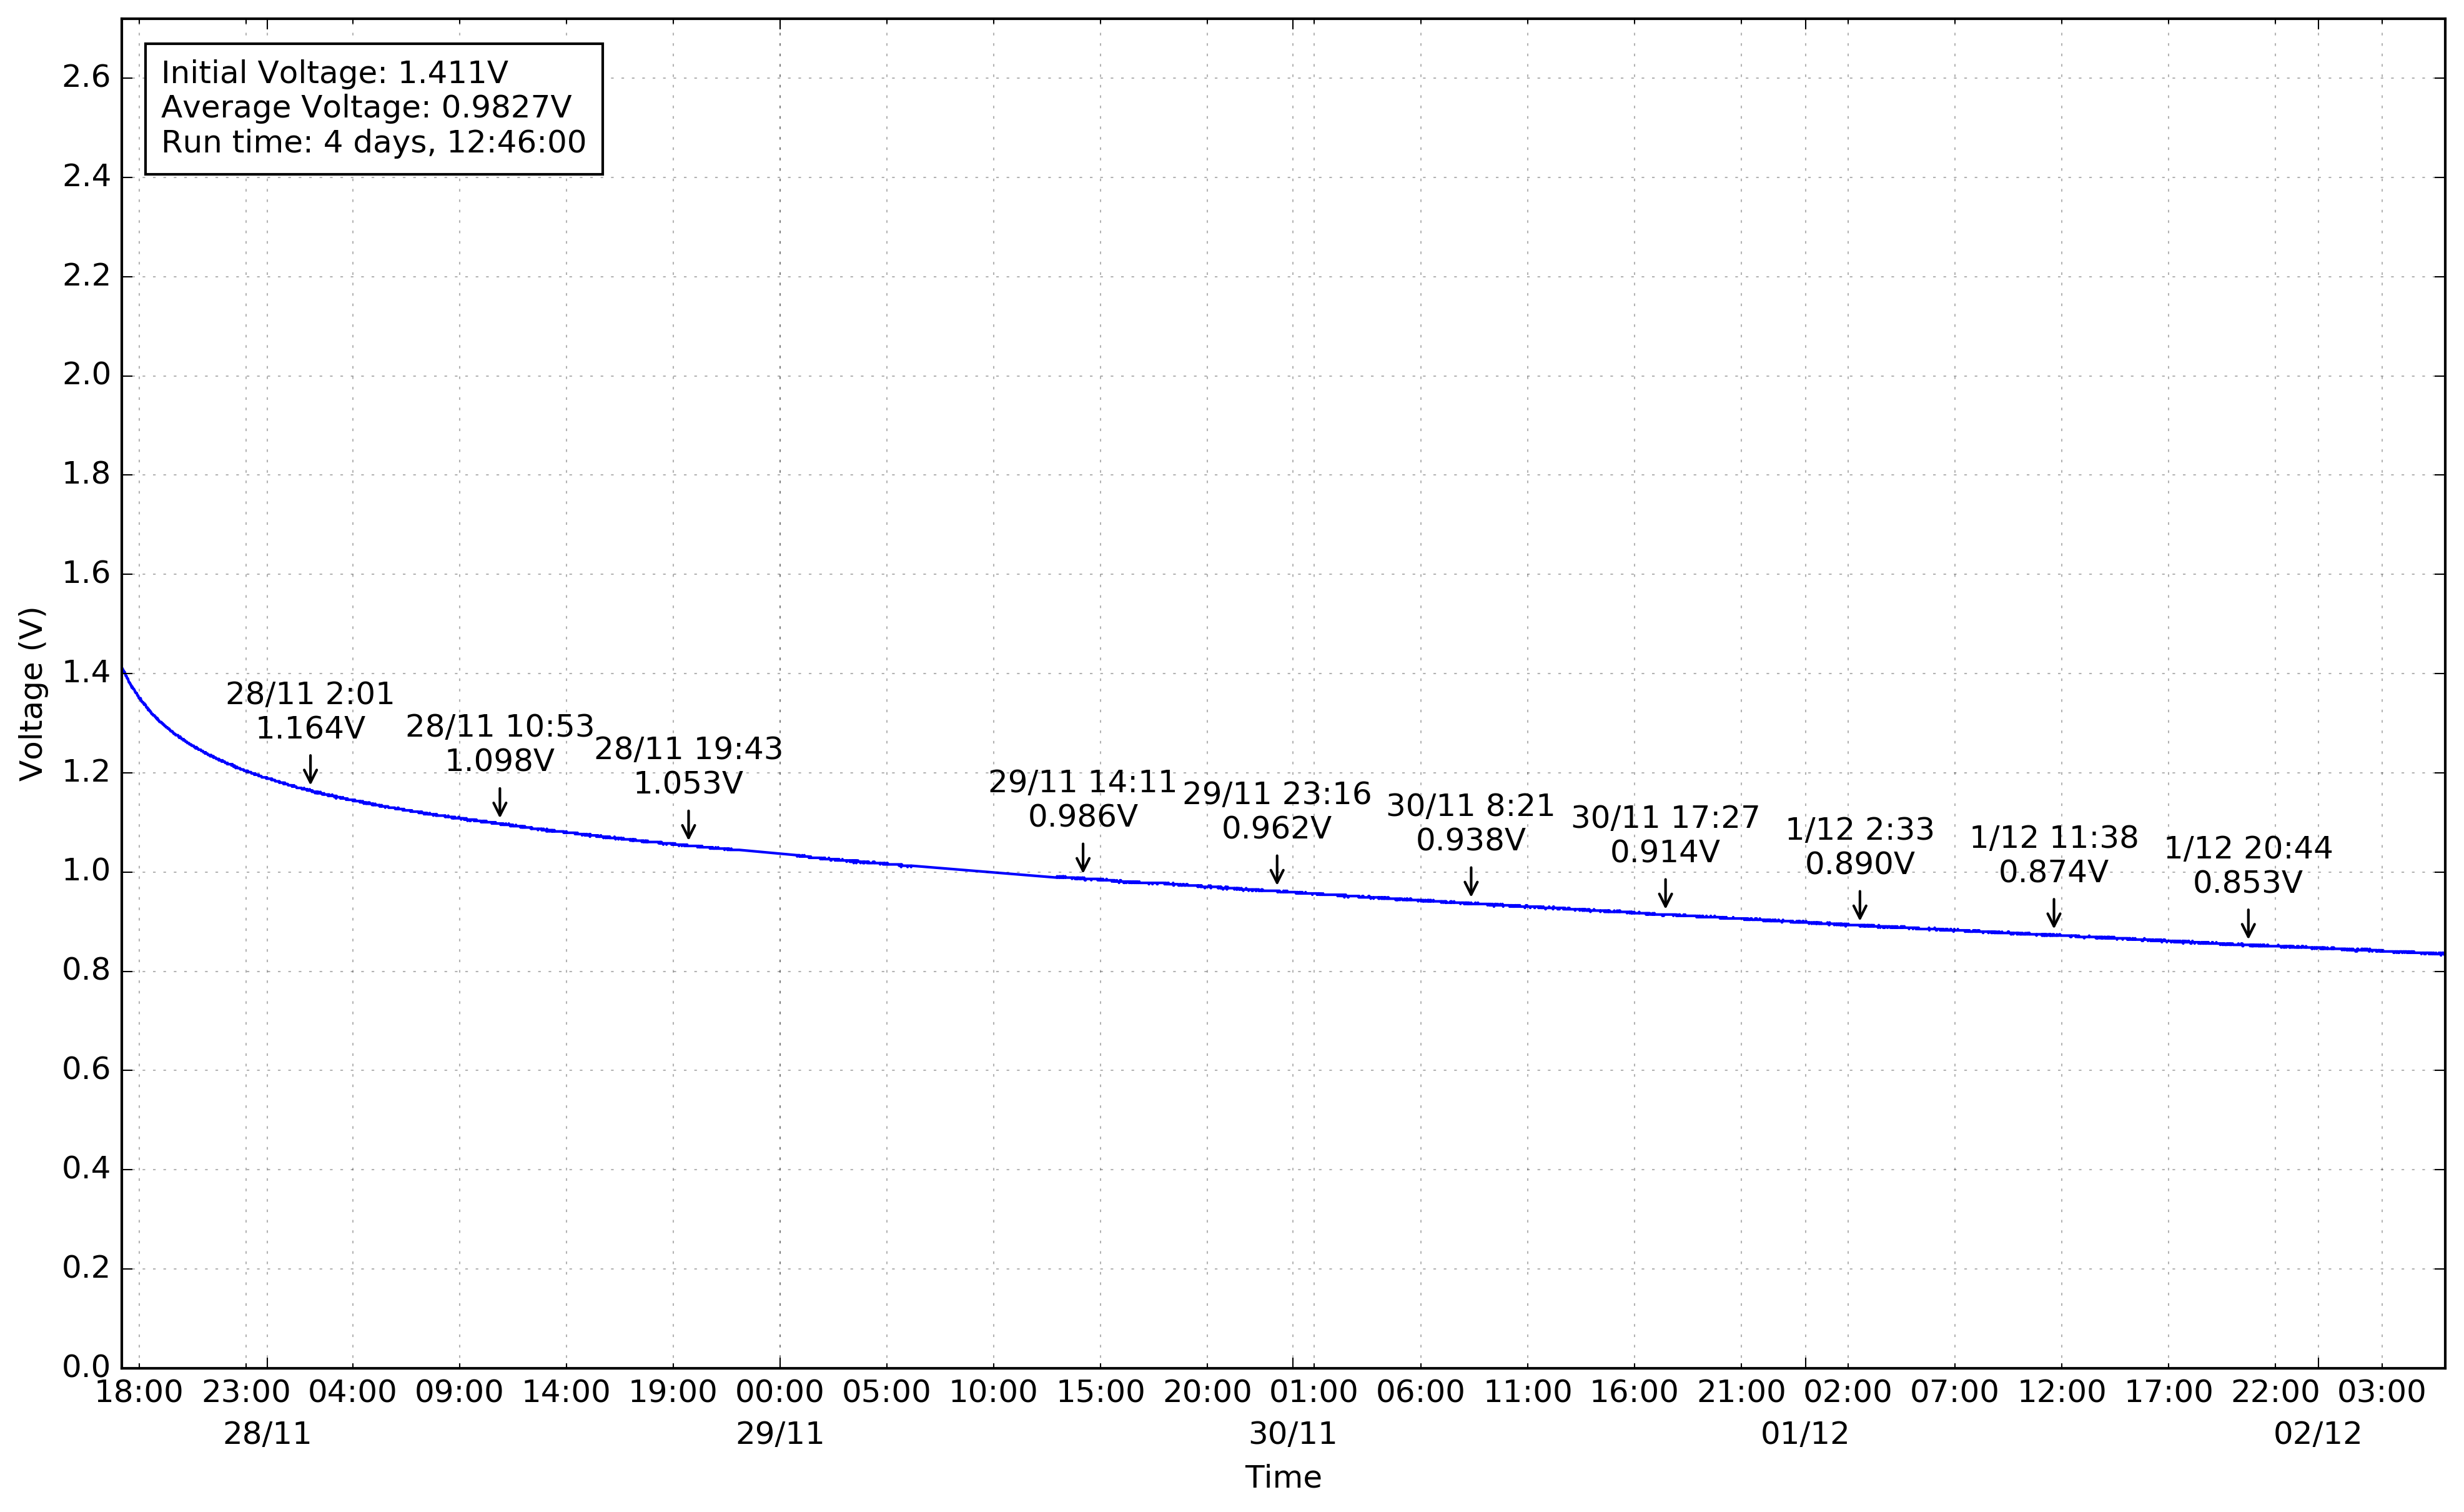 Initial Voltage: 1.411V
Average Voltage: 0.9827V
Run time: 4 days, 12:46:00
2.6
2.4
2.2
2.0
1.8
1.6
1.4
1.2
1.0
0.8
0.6
0.4
0.2
0.0
Voltage (V)
28/11 2:01
1.164V
28/11 10:53
1.098V
28/11 19:43
1.053V
29/11 14:11
0.986V
29/11 23:16
0.962V
30/11 8:21
0.938V
30/11 17:27
0.914V
1/12 2:33
0.890V
1/12 11:38
0.874V
1/12 20:44
0.853V
18:00 23:00 04:00 09:00 14:00 19:00 00:00 05:00 10:00 15:00 20:00 01:00 06:00 11:00 16:00 21:00 02:00 07:00 12:00 17:00 22:00 03:00
28/11 29/11 30/11 01/12 02/12
Time